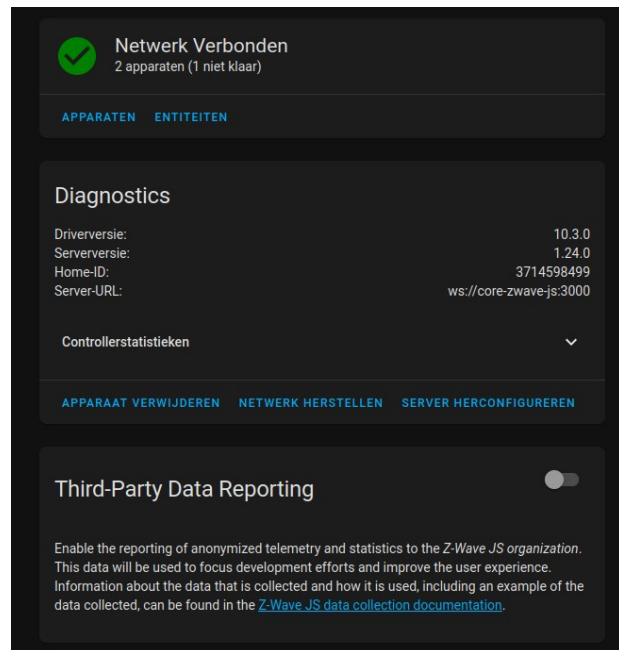 Netwerk Verbonden
2 apparaten (1 niet klaar)
APPARATEN ENTITEITEN
Diagnostics
Driverversie: 10.3.0
Serverversie: 1.24.0
Home-ID: 3714598499
Server-URL: ws://core-zwave-js:3000
Controllerstatistieken
APPARAAT VERWIJDEREN NETWERK HERSTELLEN SERVER HERCONFIGUREREN
Third-Party Data Reporting
Enable the reporting of anonymized telemetry and statistics to the Z-Wave JS organization.
This data will be used to focus development efforts and improve the user experience.
Information about the data that is collected and how it is used, including an example of the
data collected, can be found in the Z-Wave JS data collection documentation.